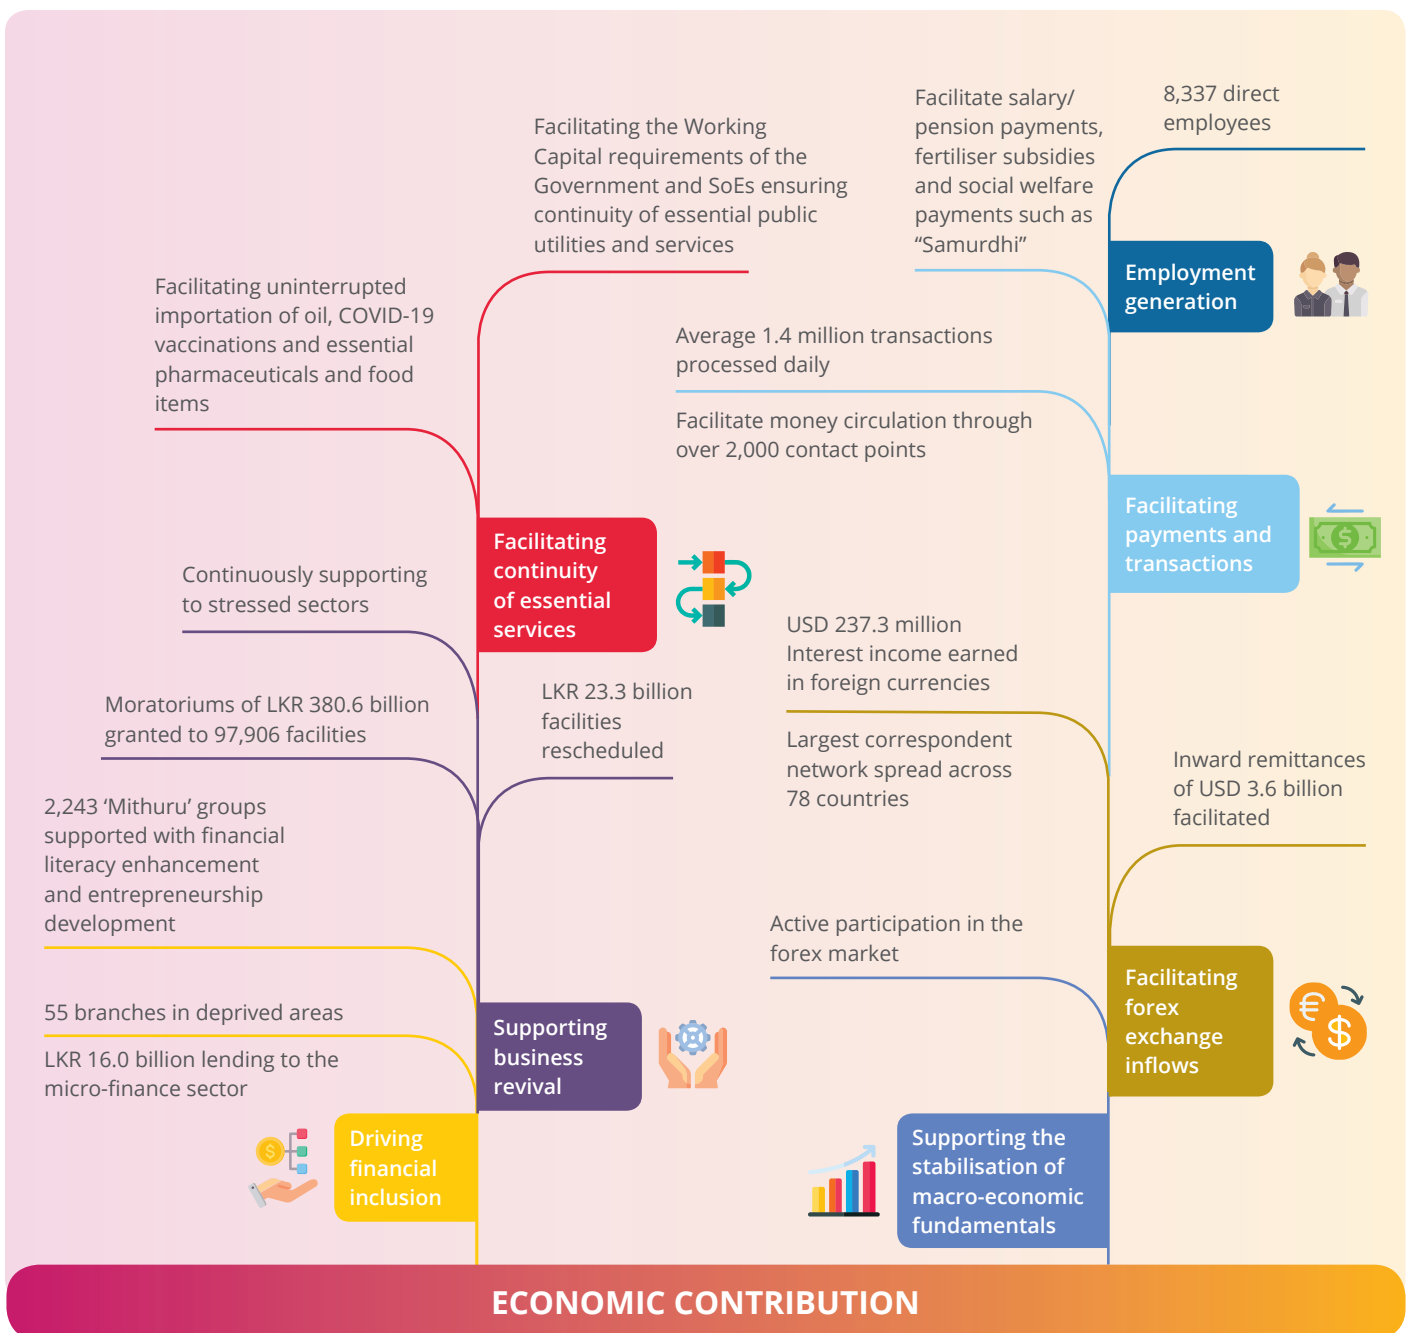 8,337 direct
employees
Facilitate salary/
pension payments,
fertiliser subsidies
and social welfare
payments such as
“Samurdhi”
Facilitating the Working
Capital requirements of the
Government and SoEs ensuring
continuity of essential public
utilities and services
Employment
generation
Facilitating uninterrupted
importation of oil, COVID-19
vaccinations and essential
pharmaceuticals and food
items
Average 1.4 million transactions
processed daily
Facilitate money circulation through
over 2,000 contact points
Facilitating
payments and
transactions
Facilitating
continuity
of essential
services
Continuously supporting
to stressed sectors
USD 237.3 million
Interest income earned
in foreign currencies
LKR 23.3 billion
facilities
rescheduled
Moratoriums of LKR 380.6 billion
granted to 97,906 facilities
Largest correspondent
network spread across
78 countries
Inward remittances
of USD 3.6 billion
facilitated
2,243 ‘Mithuru’ groups
supported with financial
literacy enhancement
and entrepreneurship
development
Active participation in the
forex market
Facilitating
forex
exchange
inflows
55 branches in deprived areas
LKR 16.0 billion lending to the
micro-finance sector
Supporting
business
revival
Driving
financial
inclusion
Supporting the
stabilisation of
macro-economic
fundamentals
ECONOMIC CONTRIBUTION